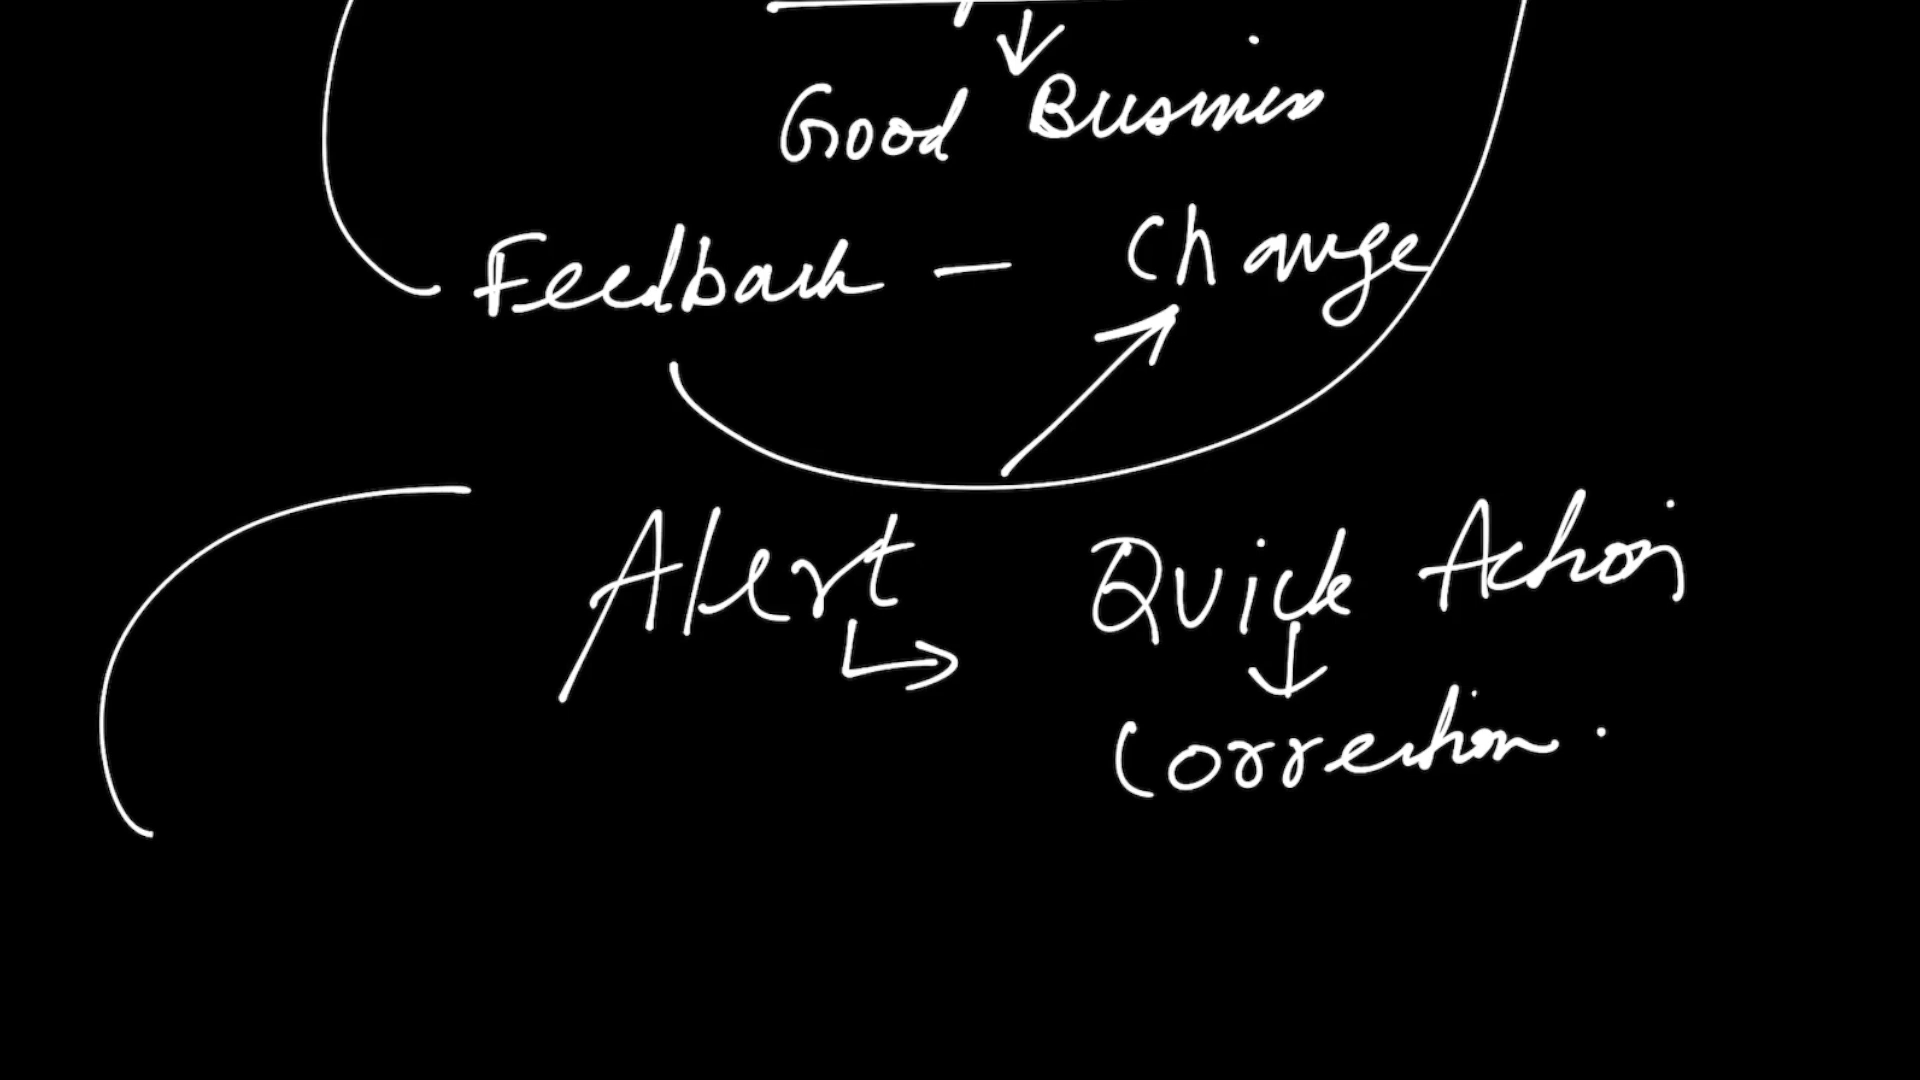 Good Business
Feedback - Change
Alert Quick Action
Correction.